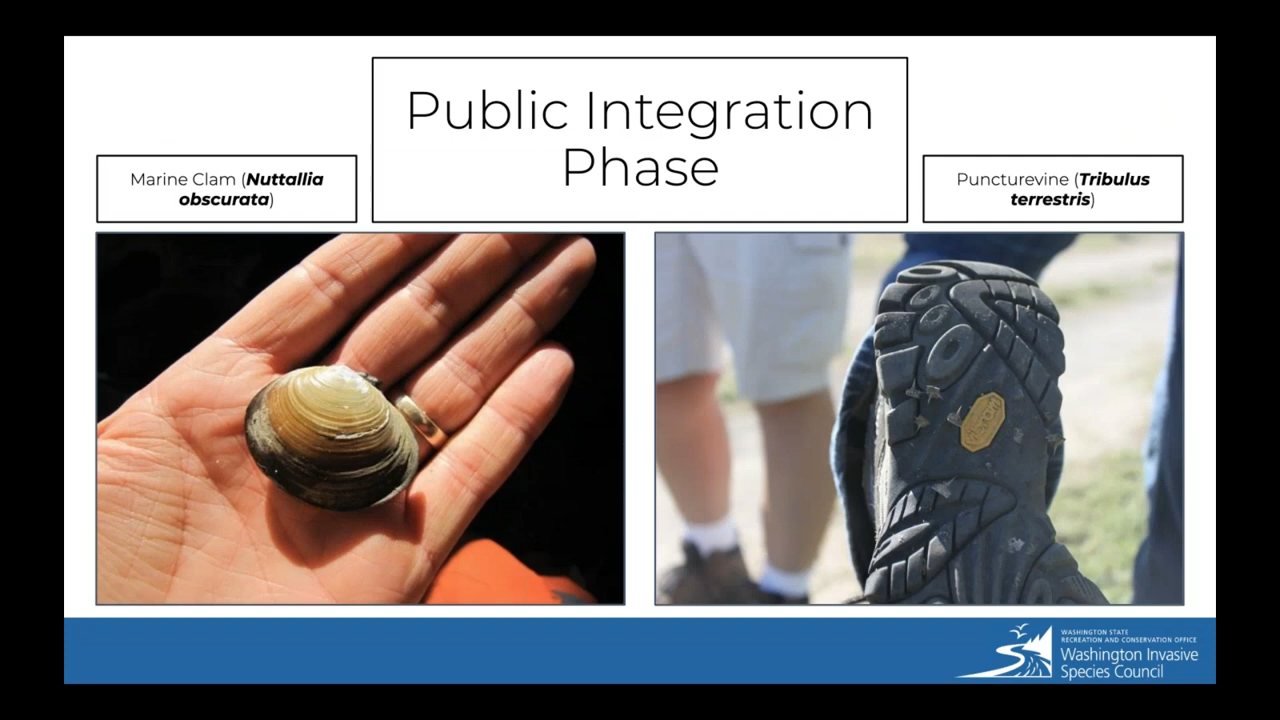 Public Integration
Phase
Marine Clam (Nuttallia
obscurata)
Puncturevine (Tribulus
terrestris)
WASHINGTON STATE
RECREATION AND CONSERVATION OFFICE
Washington Invasive
Species Council